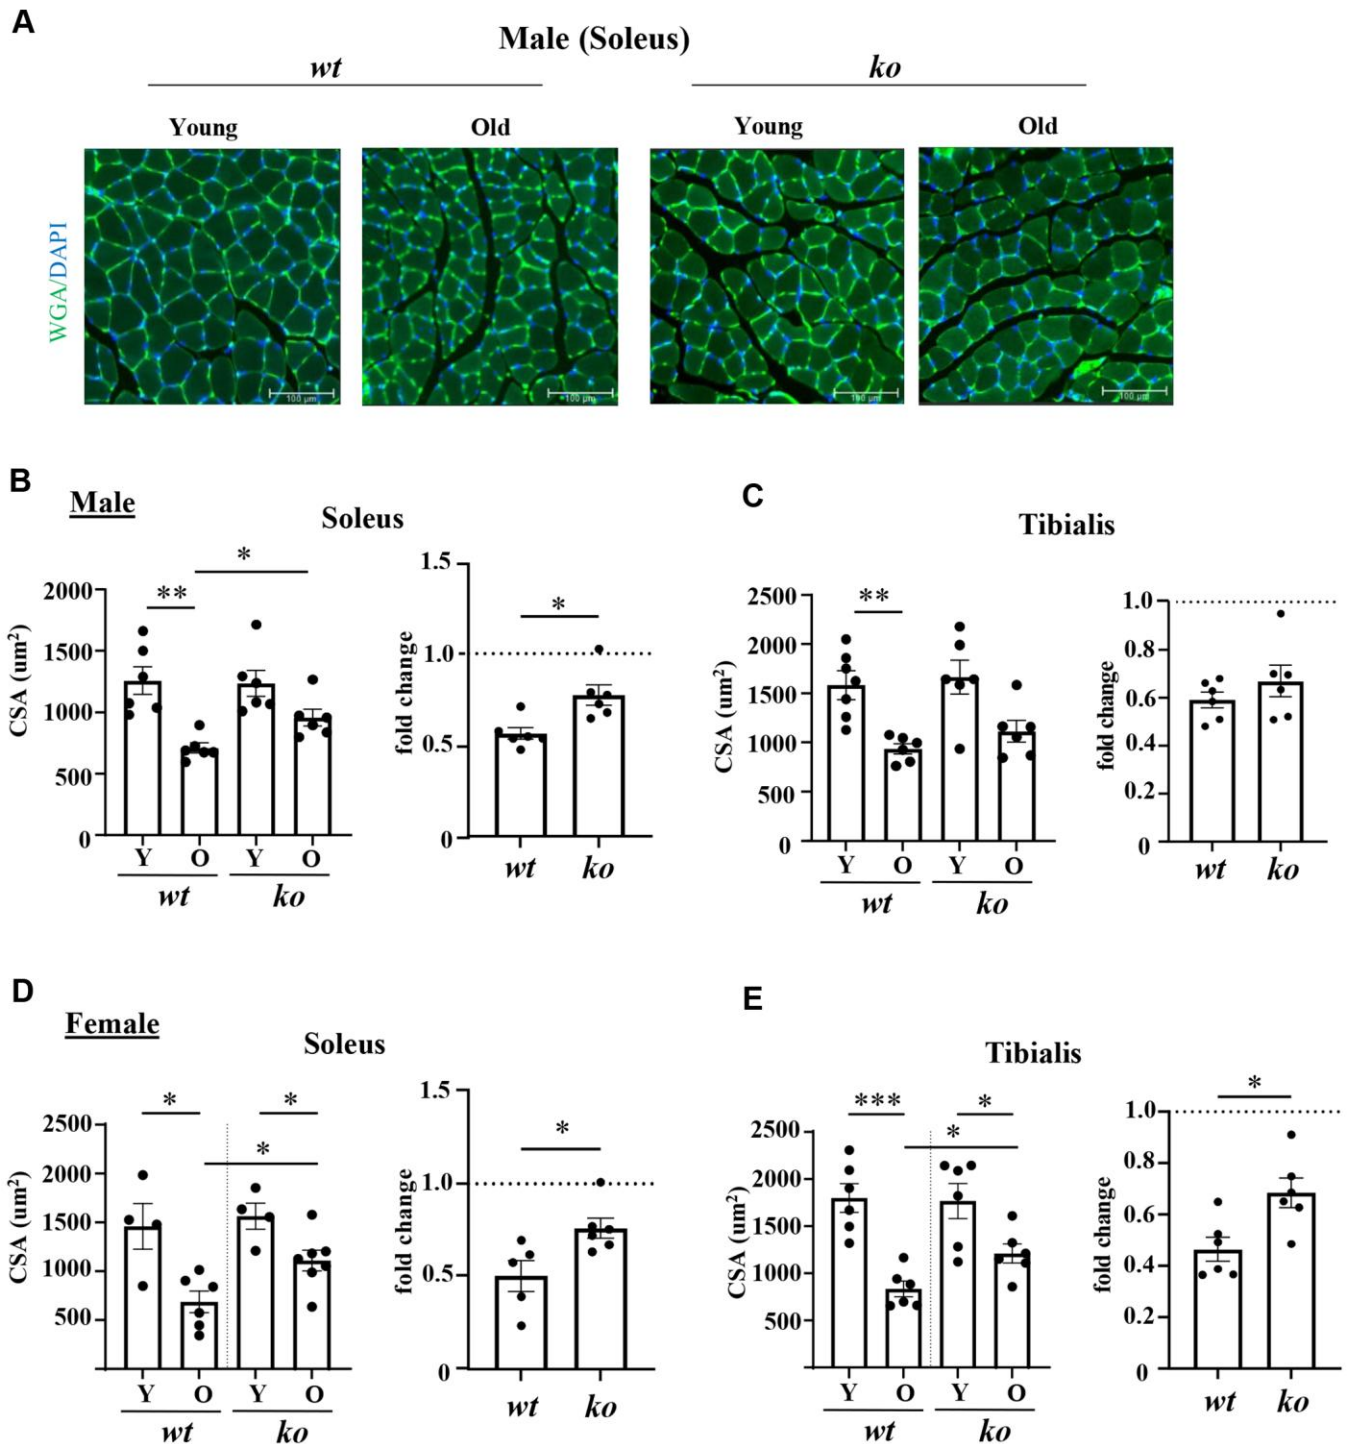 A
Male (Soleus)
wt ko
Young Old Young Old
WGA/DAPI
100 µm 100 µm 100 µm 100 µm
B
Male
Soleus
CSA (um²)
2000
1500
1000
500
0
** *
Y O Y O
wt ko
fold change
1.5
1.0
0.5
0
*
wt ko
C
Tibialis
CSA (um²)
2500
2000
1500
1000
500
0
**
Y O Y O
wt ko
fold change
1.0
0.8
0.6
0.4
0.2
0
wt ko
D
Female
Soleus
CSA (um²)
2500
2000
1500
1000
500
* *
*
Y O Y O
wt ko
fold change
1.5
1.0
0.5
0
*
wt ko
E
Tibialis
CSA (um²)
2500
2000
1500
1000
500
*** *
*
Y O Y O
wt ko
fold change
1.0
0.8
0.6
0.4
0.2
0
*
wt ko